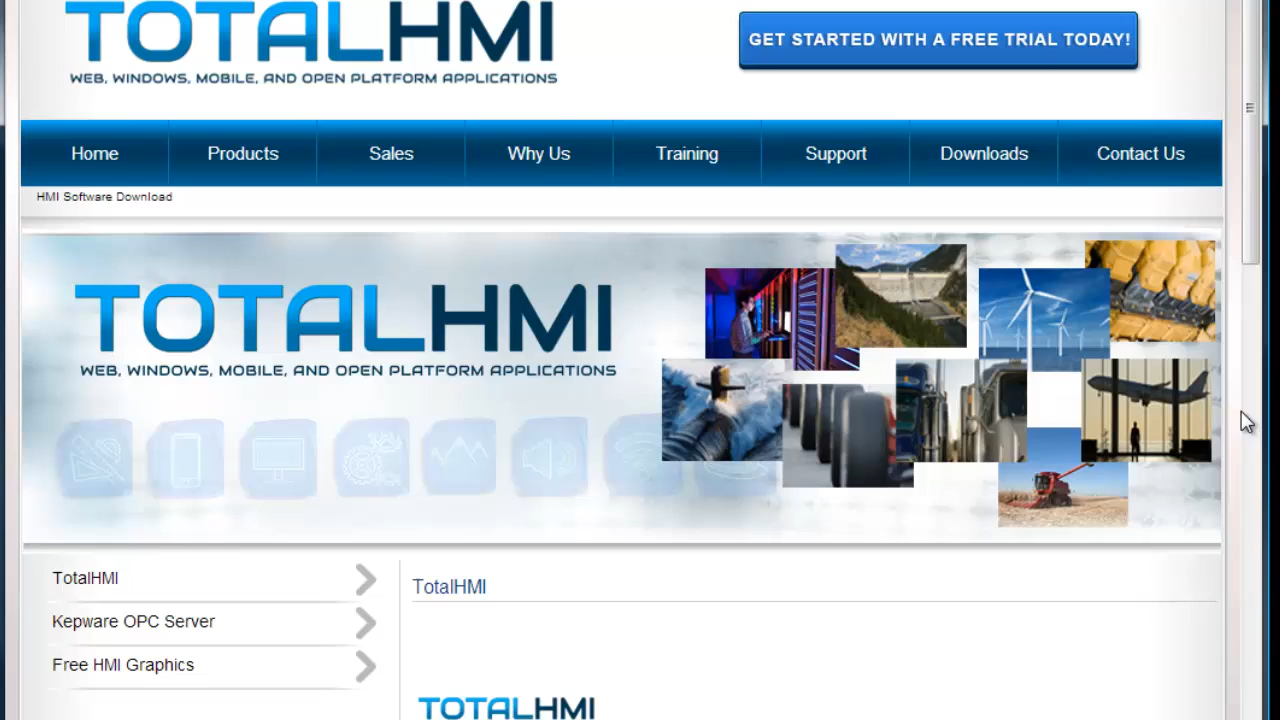 TOTALHMI
WEB, WINDOWS, MOBILE, AND OPEN PLATFORM APPLICATIONS
GET STARTED WITH A FREE TRIAL TODAY!
Home Products Sales Why Us Training Support Downloads Contact Us
HMI Software Download
TOTALHMI
WEB, WINDOWS, MOBILE, AND OPEN PLATFORM APPLICATIONS
TotalHMI
Kepware OPC Server
Free HMI Graphics
TotalHMI
TOTALHMI